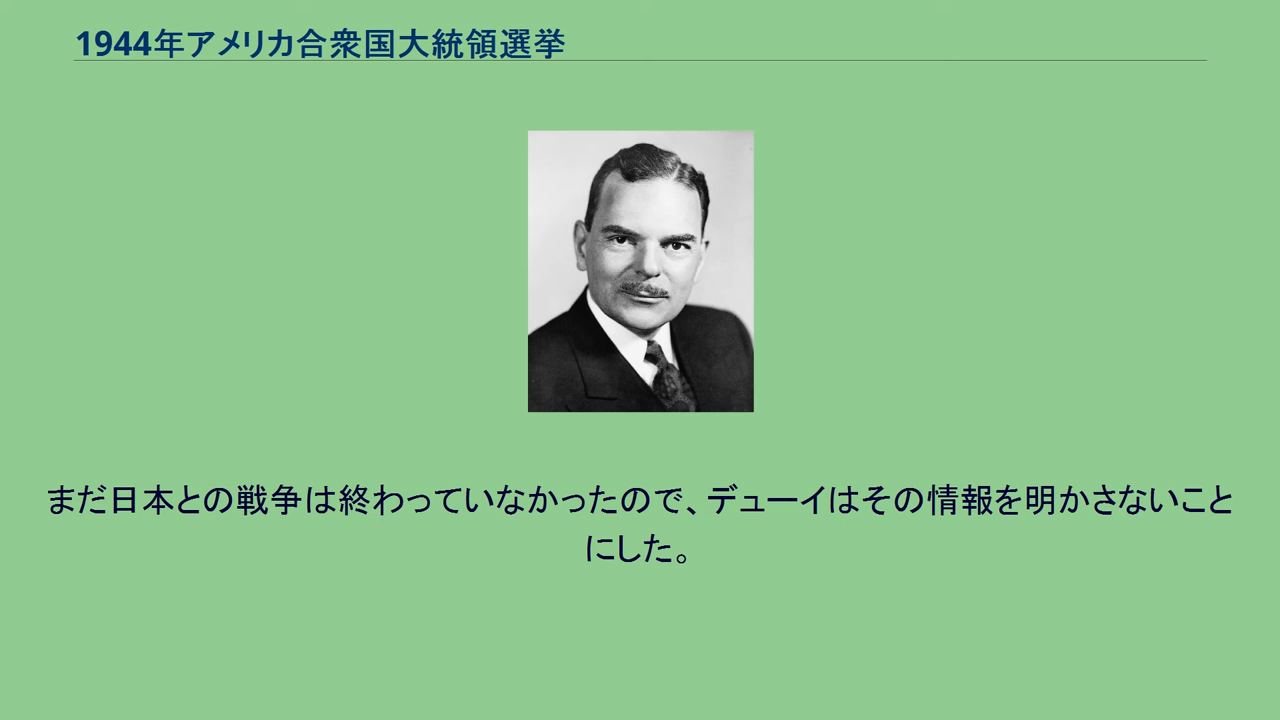 1944年アメリカ合衆国大統領選挙
まだ日本との戦争は終わっていなかったので、デューイはその情報を明かさないこと
にした。